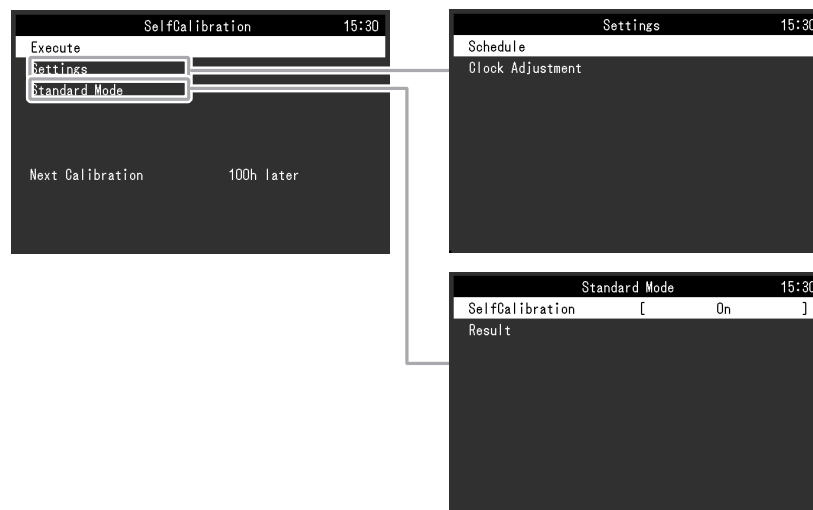 SelfCalibration 15:30
Execute
Settings
Standard Mode
Next Calibration 100h later
Settings 15:30
Schedule
Clock Adjustment
Standard Mode 15:30
SelfCalibration [ On ]
Result